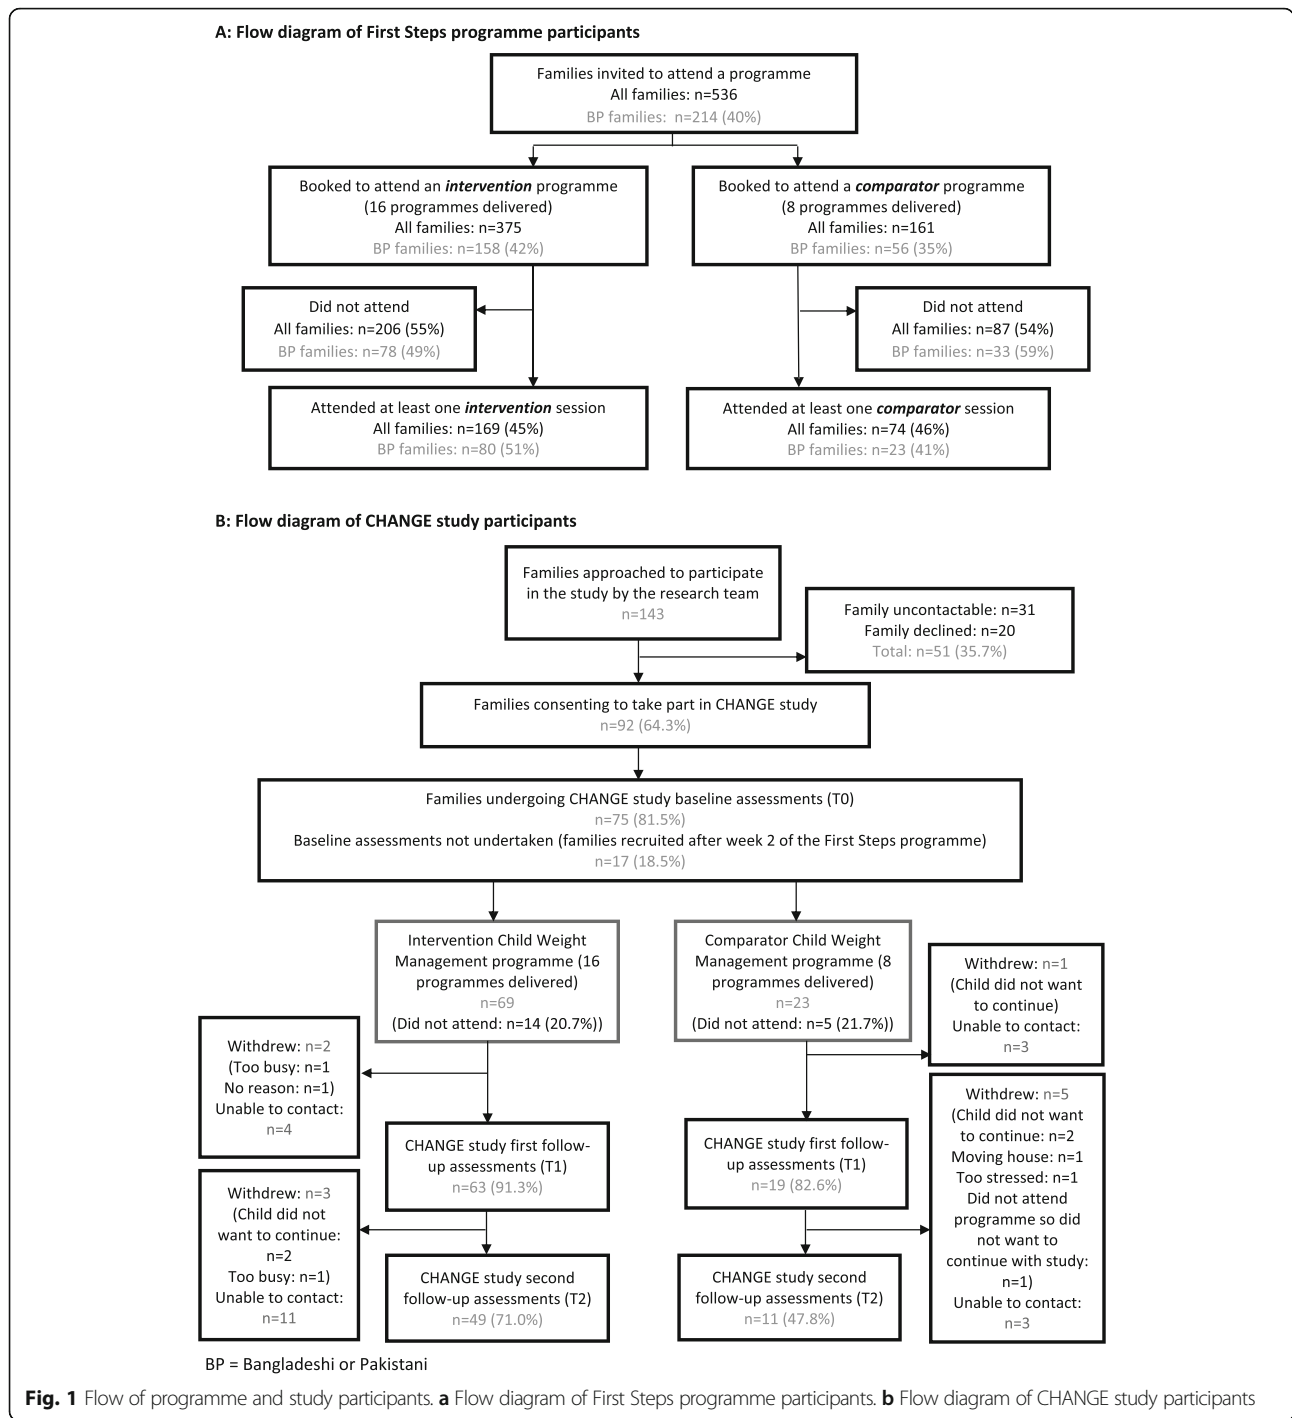 A: Flow diagram of First Steps programme participants
Families invited to attend a programme
All families: n=536
BP families: n=214 (40%)
Booked to attend an intervention programme
(16 programmes delivered)
All families: n=375
BP families: n=158 (42%)
Booked to attend a comparator programme
(8 programmes delivered)
All families: n=161
BP families: n=56 (35%)
Did not attend
All families: n=206 (55%)
BP families: n=78 (49%)
Did not attend
All families: n=87 (54%)
BP families: n=33 (59%)
Attended at least one intervention session
All families: n=169 (45%)
BP families: n=80 (51%)
Attended at least one comparator session
All families: n=74 (46%)
BP families: n=23 (41%)
B: Flow diagram of CHANGE study participants
Families approached to participate
in the study by the research team
n=143
Family uncontactable: n=31
Family declined: n=20
Total: n=51 (35.7%)
Families consenting to take part in CHANGE study
n=92 (64.3%)
Families undergoing CHANGE study baseline assessments (T0)
n=75 (81.5%)
Baseline assessments not undertaken (families recruited after week 2 of the First Steps programme)
n=17 (18.5%)
Intervention Child Weight
Management programme (16
programmes delivered)
n=69
(Did not attend: n=14 (20.7%))
Comparator Child Weight
Management programme (8
programmes delivered)
n=23
(Did not attend: n=5 (21.7%))
Withdrew: n=1
(Child did not want
to continue)
Unable to contact:
n=3
Withdrew: n=2
(Too busy: n=1
No reason: n=1)
Unable to contact:
n=4
CHANGE study first follow-
up assessments (T1)
n=63 (91.3%)
CHANGE study first follow-
up assessments (T1)
n=19 (82.6%)
Withdrew: n=5
(Child did not want
to continue: n=2
Moving house: n=1
Too stressed: n=1
Did not attend
programme so did
not want to
continue with study:
n=1)
Unable to contact:
n=3
Withdrew: n=3
(Child did not
want to continue:
n=2
Too busy: n=1)
Unable to contact:
n=11
CHANGE study second
follow-up assessments (T2)
n=49 (71.0%)
CHANGE study second
follow-up assessments (T2)
n=11 (47.8%)
BP = Bangladeshi or Pakistani
Fig. 1 Flow of programme and study participants. a Flow diagram of First Steps programme participants. b Flow diagram of CHANGE study participants